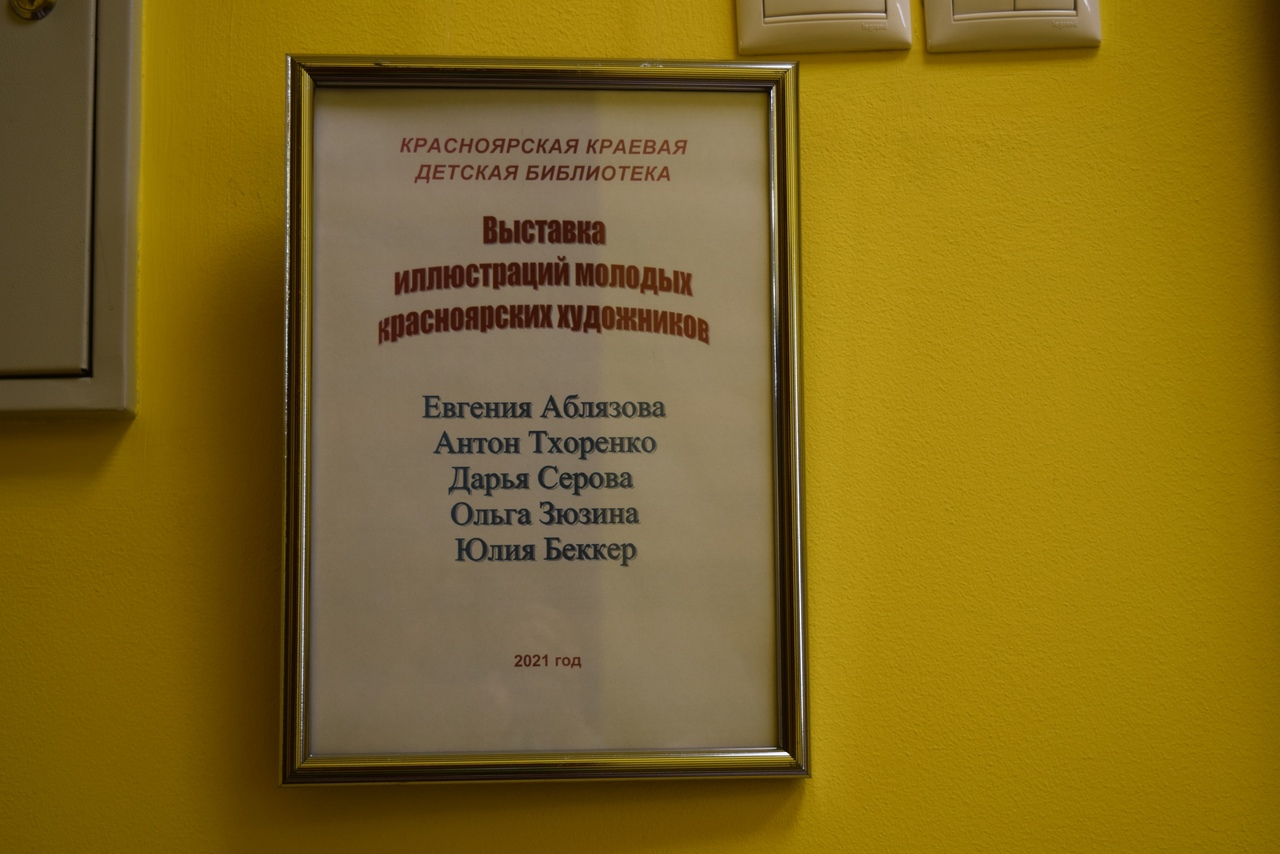 КРАСНОЯРСКАЯ КРАЕВАЯ
ДЕТСКАЯ БИБЛИОТЕКА
Выставка
иллюстраций молодых
красноярских художников
Евгения Аблязова
Антон Тхоренко
Дарья Серова
Ольга Зюзина
Юлия Беккер
2021 год